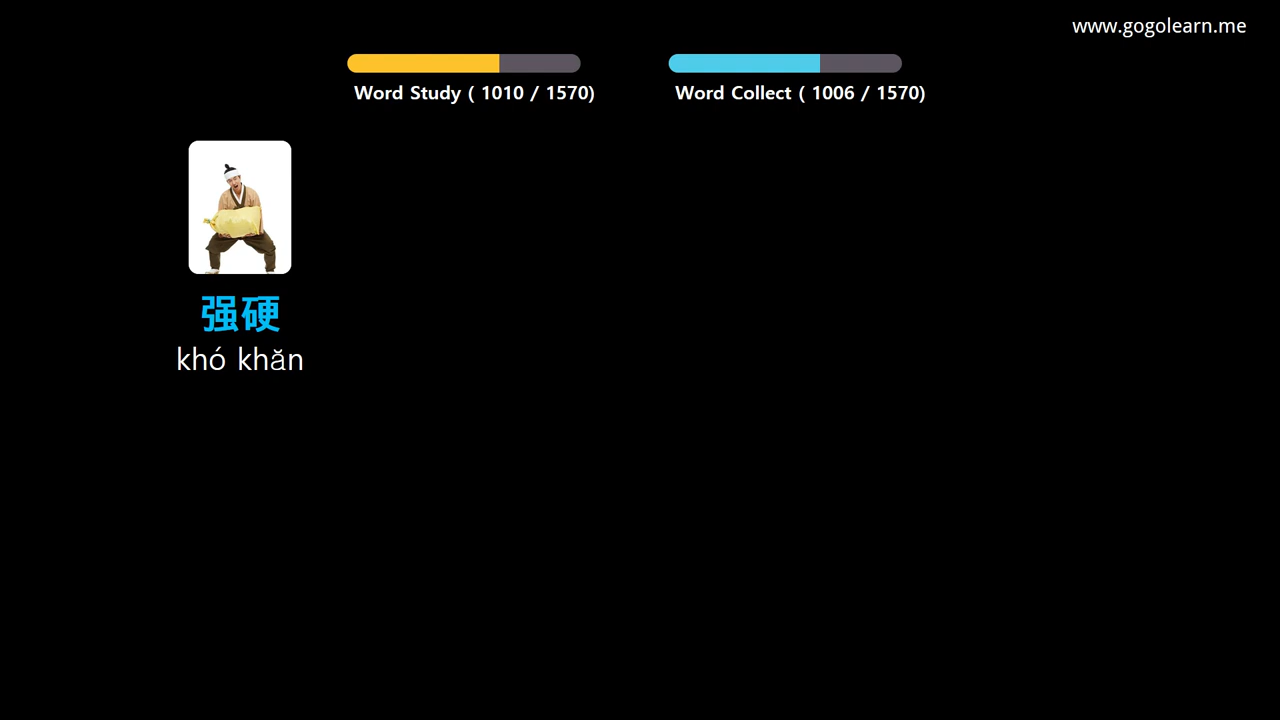 www.gogolearn.me
Word Study ( 1010 / 1570)
Word Collect ( 1006 / 1570)
强硬
khó khăn